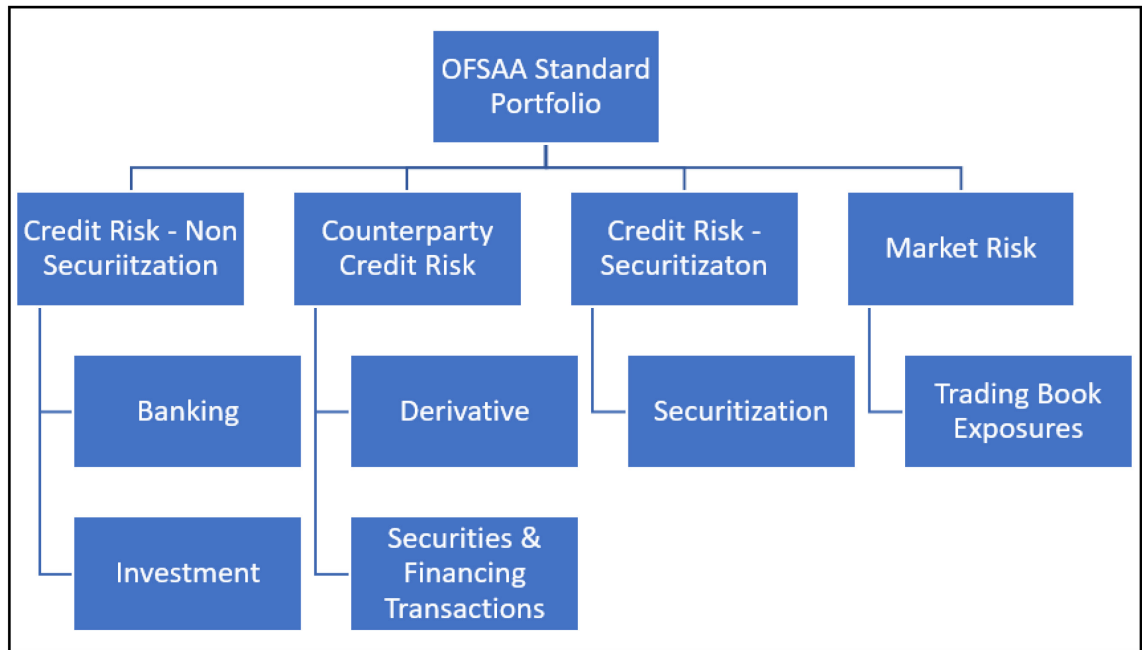 OFSAA Standard
Portfolio
Credit Risk - Non
Securiitzation
Counterparty
Credit Risk
Credit Risk -
Securitizaton
Market Risk
Banking
Derivative
Securitization
Trading Book
Exposures
Investment
Securities &
Financing
Transactions